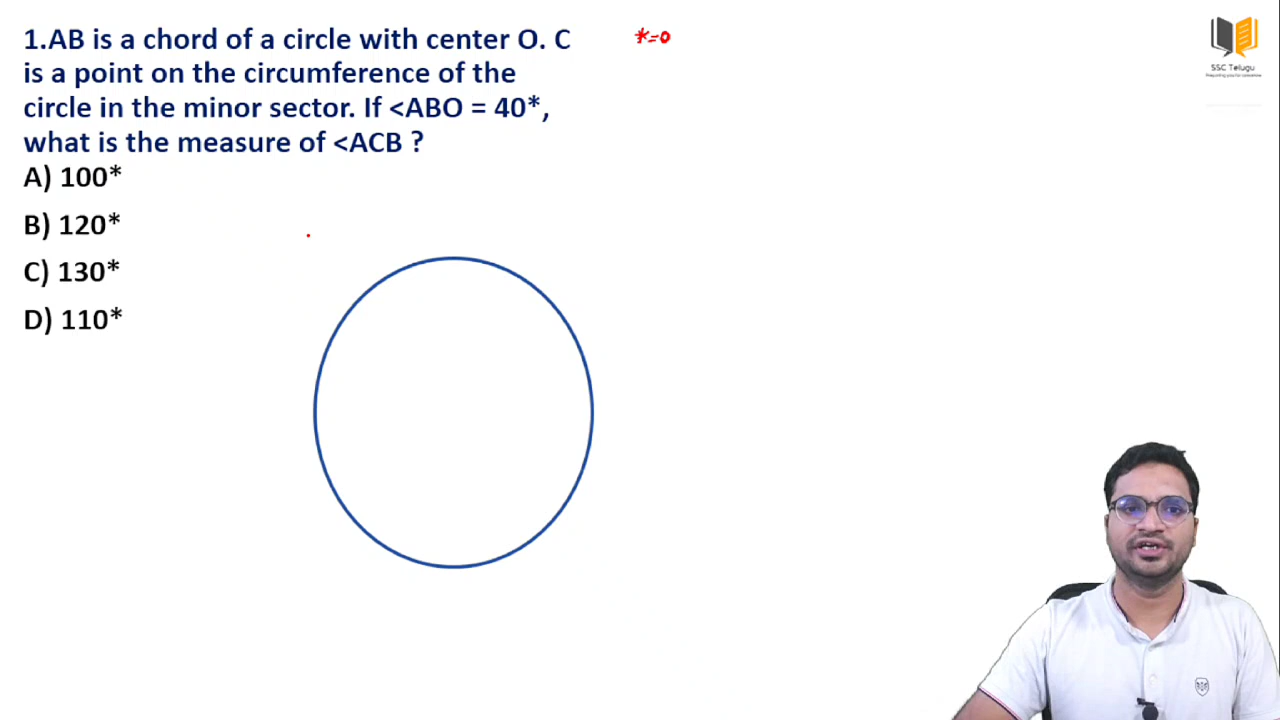 1.AB is a chord of a circle with center O. C
is a point on the circumference of the
circle in the minor sector. If <ABO = 40*,
what is the measure of <ACB ?
A) 100*
B) 120*
C) 130*
D) 110*
*=0
SSC Telugu